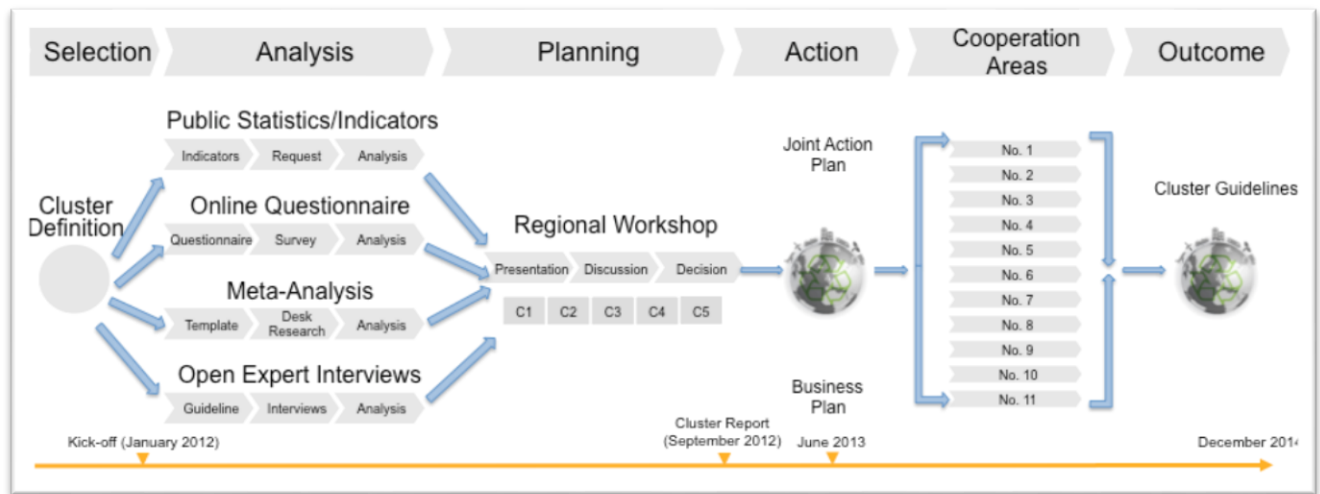 Selection
Analysis
Planning
Action
Cooperation
Areas
Outcome
Public Statistics/Indicators
Indicators
Request
Analysis
Cluster
Definition
Online Questionnaire
Questionnaire
Survey
Analysis
Meta-Analysis
Template
Desk
Research
Analysis
Open Expert Interviews
Guideline
Interviews
Analysis
Regional Workshop
Presentation
Discussion
Decision
C1
C2
C3
C4
C5
Joint Action
Plan
Business
Plan
No. 1
No. 2
No. 3
No. 4
No. 5
No. 6
No. 7
No. 8
No. 9
No. 10
No. 11
Cluster Guidelines
Kick-off (January 2012)
Cluster Report
(September 2012)
June 2013
December 2014